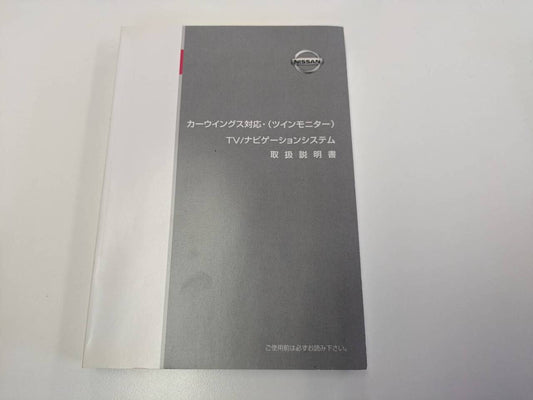 NISSAN
カーウイングス対応・(ツインモニター)
TV/ナビゲーションシステム
取扱説明書
ご使用前は必ずお読み下さい。